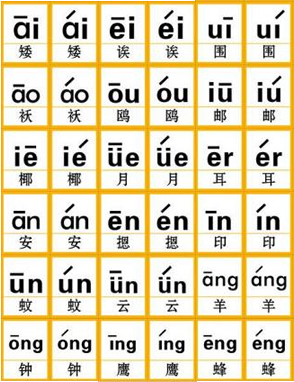 āi ái ēi éi uī uí
矮 矮 诶 诶 围 围
āo áo ōu óu iū iú
袄 袄 鸥 鸥 邮 邮
iē ié ǖe ǘe ēr ér
椰 椰 月 月 耳 耳
ān án ēn én īn ín
安 安 摁 摁 印 印
ūn ún ǖn ǘn āng áng
蚊 蚊 云 云 羊 羊
ōng óng īng íng ēng éng
钟 钟 鹰 鹰 蜂 蜂